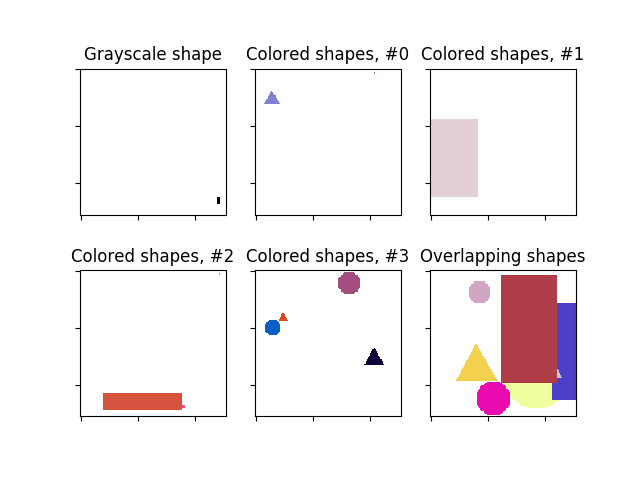 Grayscale shape
Colored shapes, #0
Colored shapes, #1
Colored shapes, #2
Colored shapes, #3
Overlapping shapes